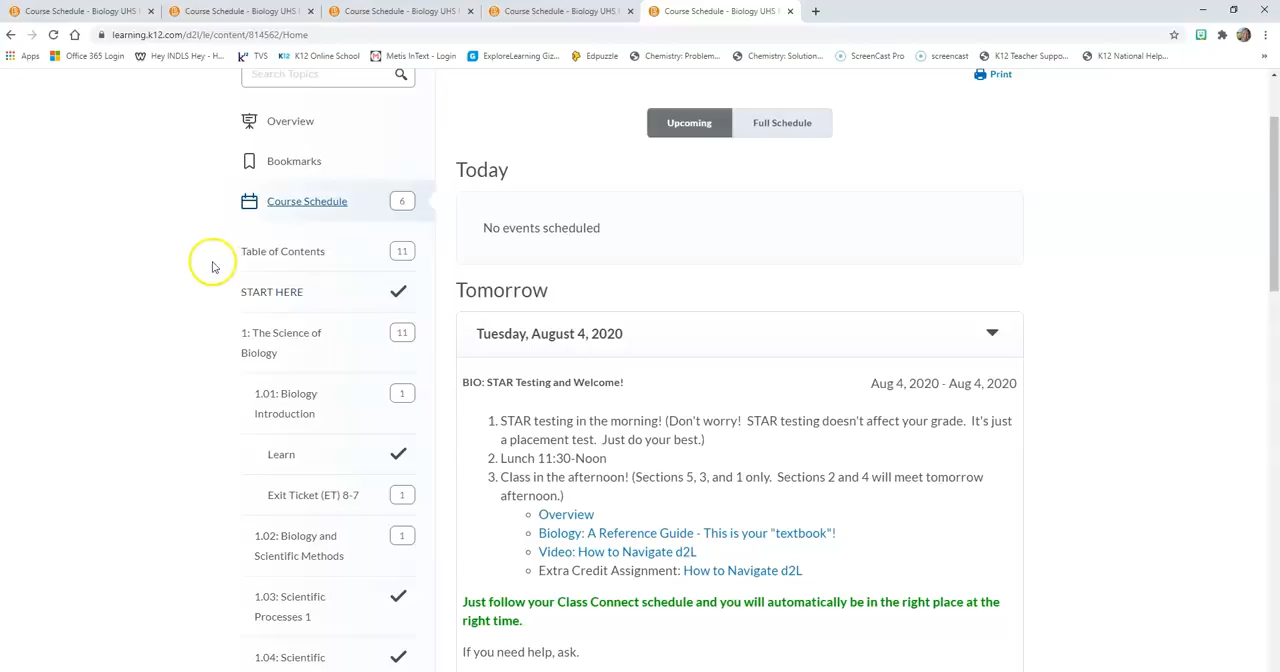 Course Schedule - Biology UHS
Course Schedule - Biology UHS
Course Schedule - Biology UHS
Course Schedule - Biology UHS
Course Schedule - Biology UHS
learning.k12.com/d2l/le/content/814562/Home
Apps Office 365 Login Hey INDLS Hey - H... TVS K12 Online School Metis InTouch - Login ExploreLearning Giz... Edpuzzle Chemistry: Problem... Chemistry: Solution... ScreenCast Pro screencast K12 Teacher Suppo... K12 National Help...
Search Topics
Print
Overview
Upcoming Full Schedule
Bookmarks
Today
Course Schedule 6
No events scheduled
Table of Contents 11
START HERE
Tomorrow
1: The Science of 11
Biology
Tuesday, August 4, 2020
1.01: Biology 1
Introduction
BIO: STAR Testing and Welcome! Aug 4, 2020 - Aug 4, 2020
1. STAR testing in the morning! (Don't worry! STAR testing doesn't affect your grade. It's just
a placement test. Just do your best.)
2. Lunch 11:30-Noon
3. Class in the afternoon! (Sections 5, 3, and 1 only. Sections 2 and 4 will meet tomorrow
afternoon.)
Learn
Exit Ticket (ET) 8-7 1
Overview
Biology: A Reference Guide - This is your "textbook"!
Video: How to Navigate d2L
Extra Credit Assignment: How to Navigate d2L
1.02: Biology and 1
Scientific Methods
1.03: Scientific
Processes 1
Just follow your Class Connect schedule and you will automatically be in the right place at the
right time.
1.04: Scientific
If you need help, ask.